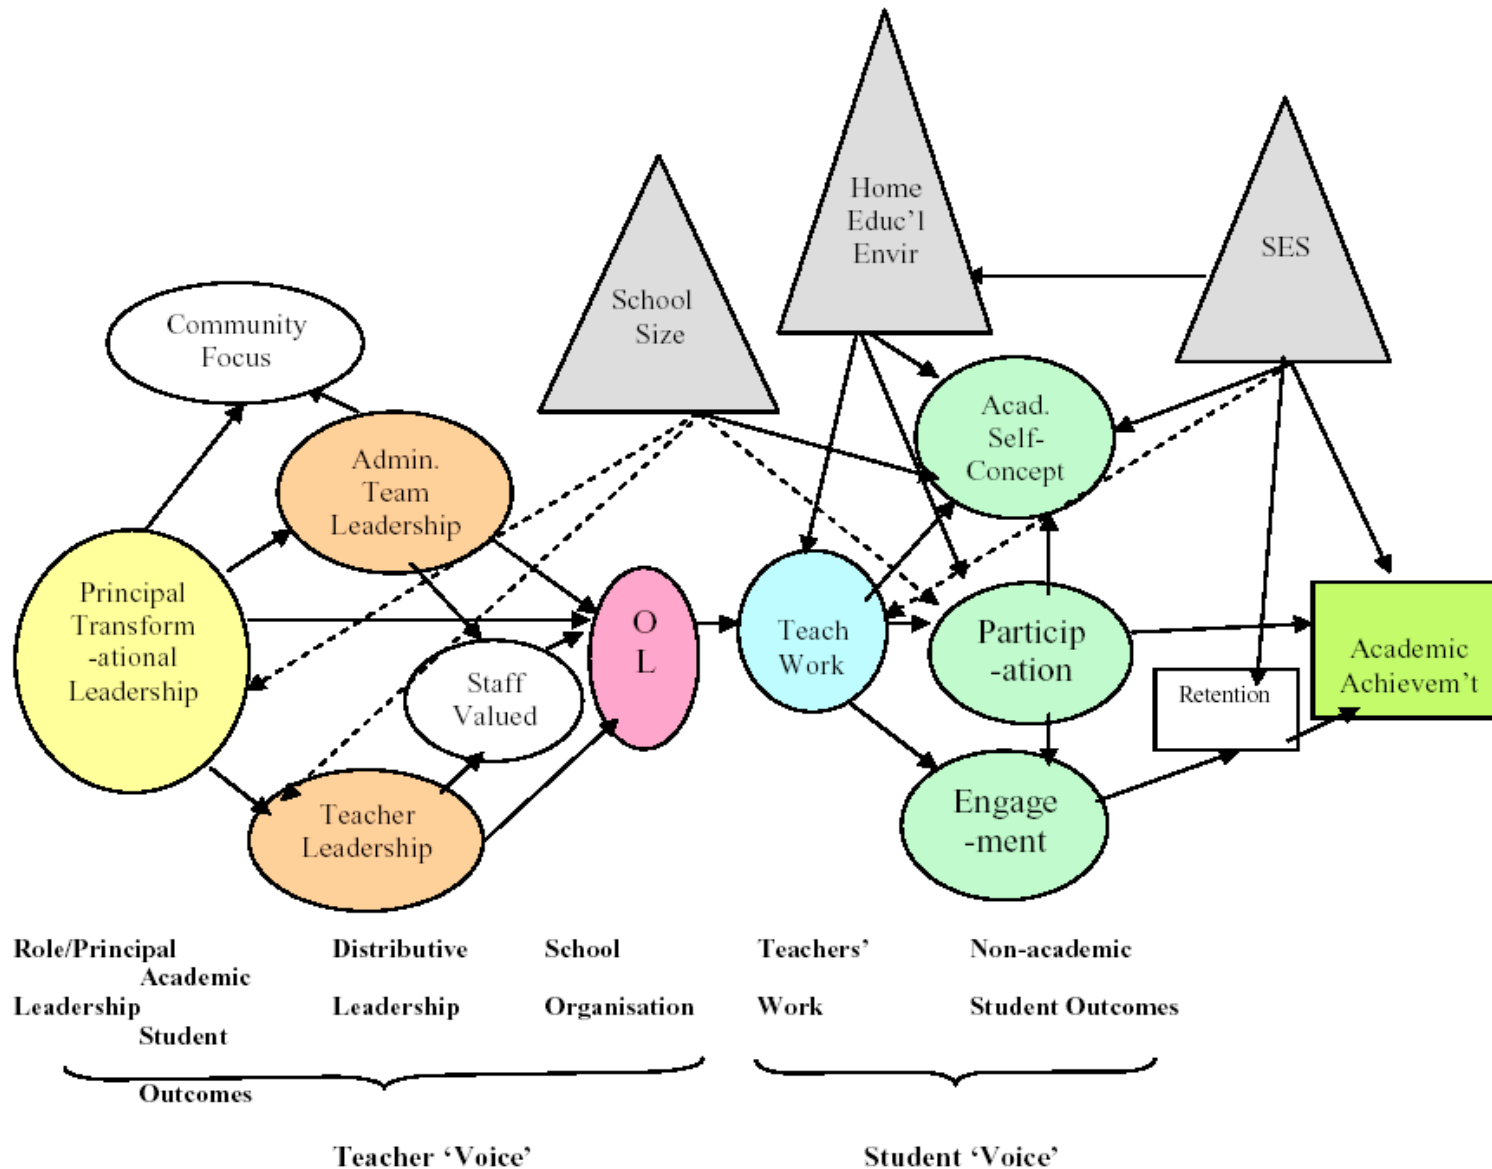 Home
Educ'l
Envir
SES
School
Size
Community
Focus
Acad.
Self-
Concept
Admin.
Team
Leadership
Principal
Transform
-ational
Leadership
O
L
Teach
Work
Particip
-ation
Staff
Valued
Retention
Academic
Achievem't
Teacher
Leadership
Engage
-ment
Role/Principal Distributive School Teachers' Non-academic
Academic
Leadership Leadership Organisation Work Student Outcomes
Student
Outcomes
Teacher 'Voice' Student 'Voice'